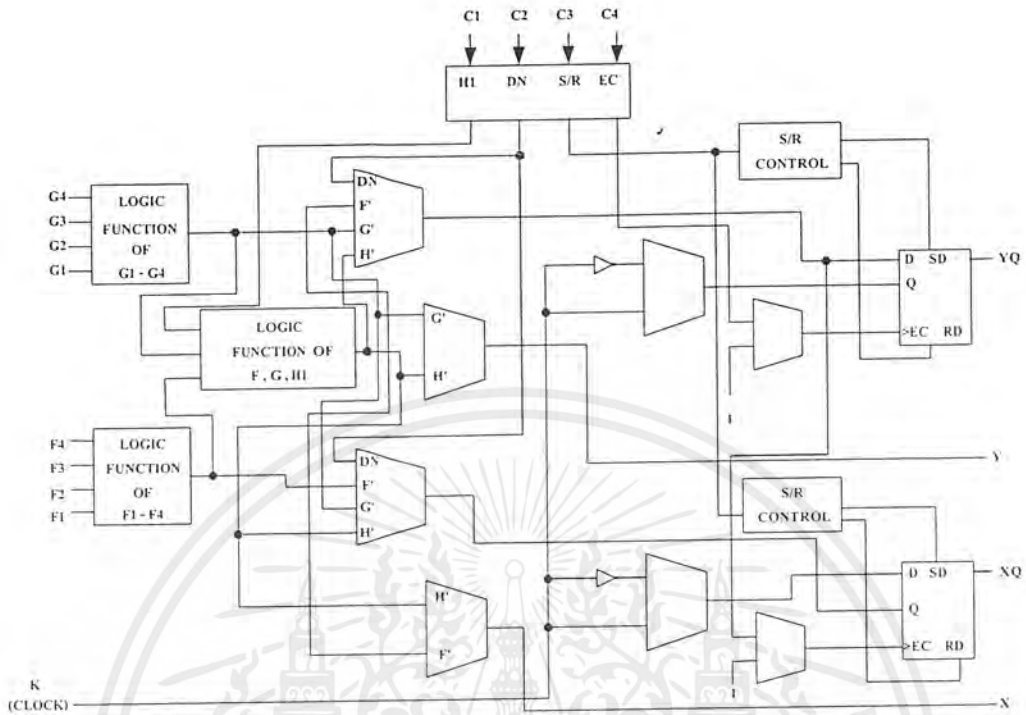 C1 C2 C3 C4
H1 DN S/R EC
S/R
CONTROL
G4
G3
G2
G1
LOGIC
FUNCTION
OF
G1 - G4
DN
F'
G'
H'
D SD
Q
>EC RD
YQ
LOGIC
FUNCTION OF
F , G , H1
G'
H'
Y
F4
F3
F2
F1
LOGIC
FUNCTION
OF
F1 - F4
DN
F'
G'
H'
S/R
CONTROL
D SD
Q
>EC RD
XQ
H'
F'
K
(CLOCK)
X